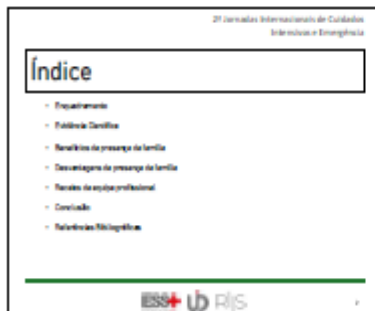 2ª Jornadas Internacionais de Cuidados
Intensivos e Emergência
Índice
Enquadramento
Evidência Científica
Benefícios da presença da família
Desvantagens da presença da família
Receios da equipa profissional
Conclusão
Referências Bibliográficas
ESS+ ub